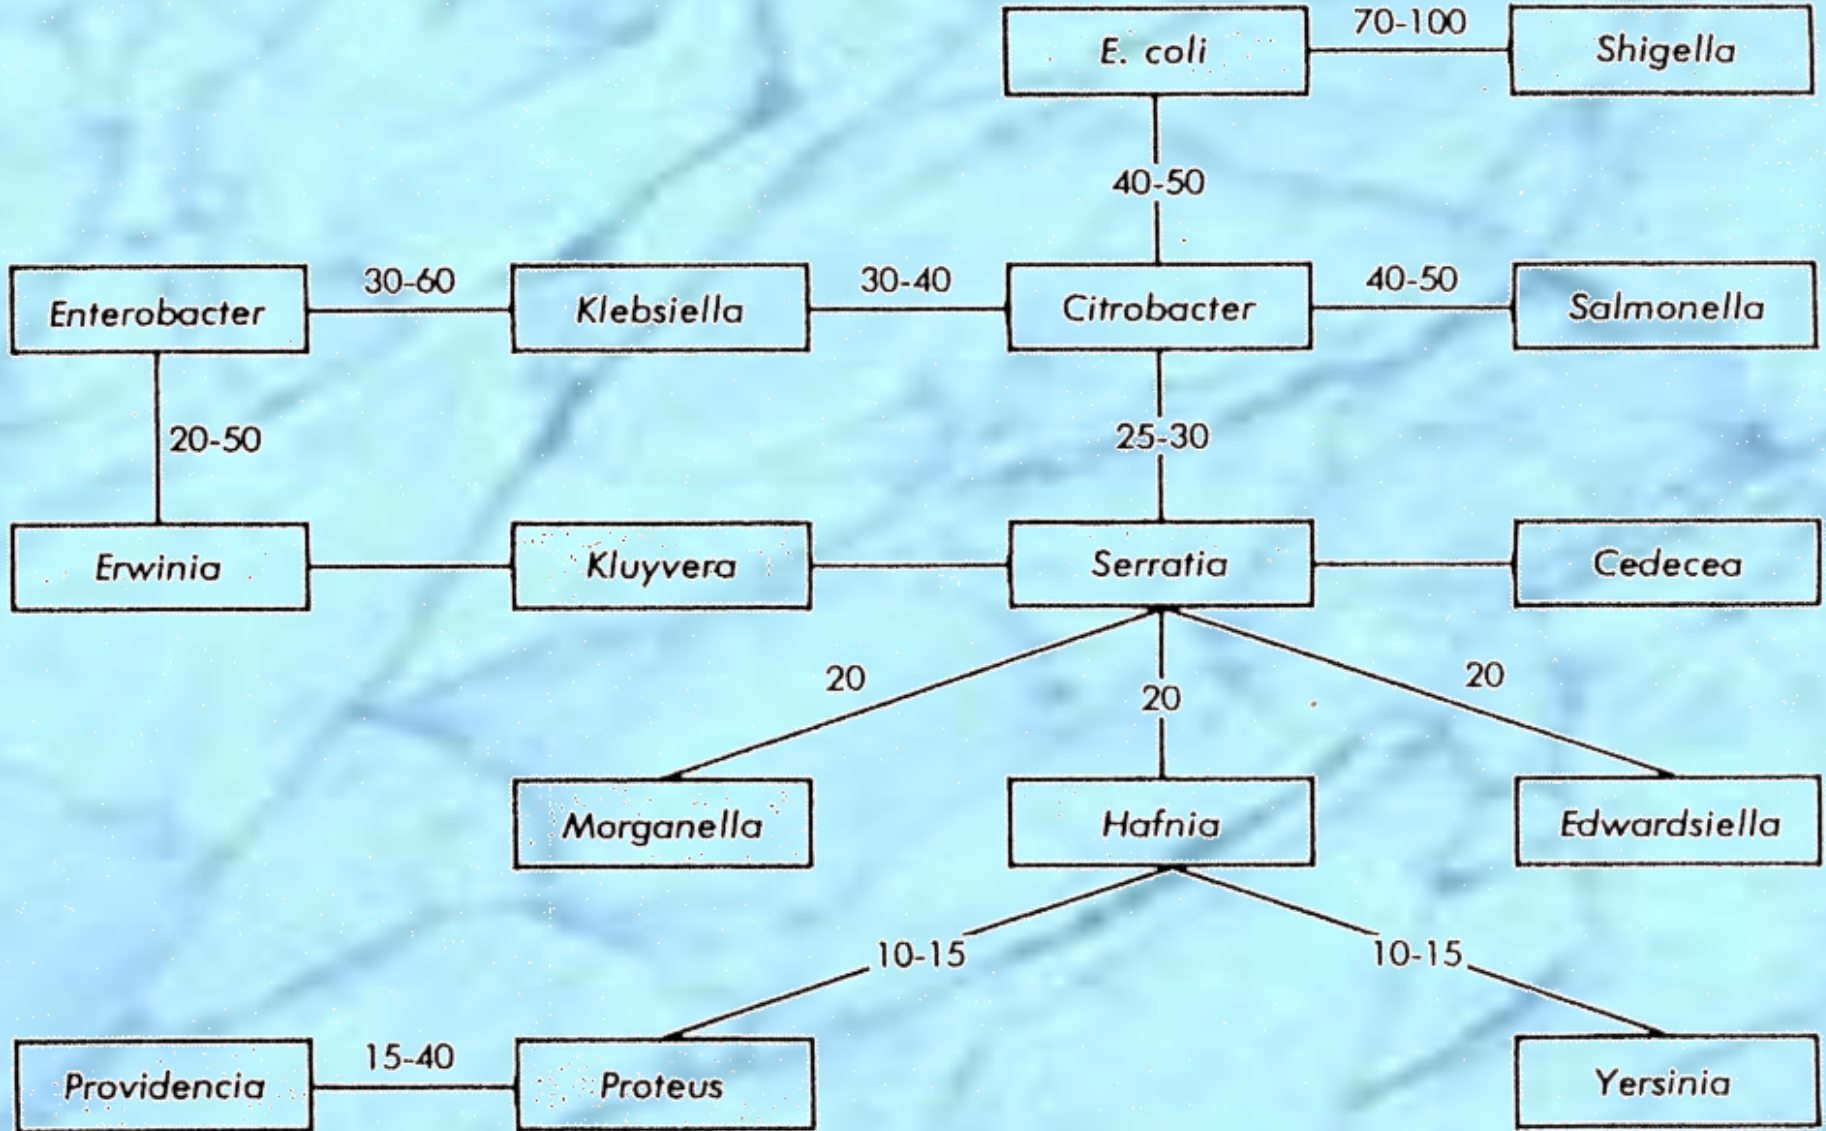 E. coli
70-100
Shigella
40-50
Enterobacter
30-60
Klebsiella
30-40
Citrobacter
40-50
Salmonella
20-50
25-30
Erwinia
Kluyvera
Serratia
Cedecea
20
20
20
Morganella
Hafnia
Edwardsiella
10-15
10-15
Providencia
15-40
Proteus
Yersinia